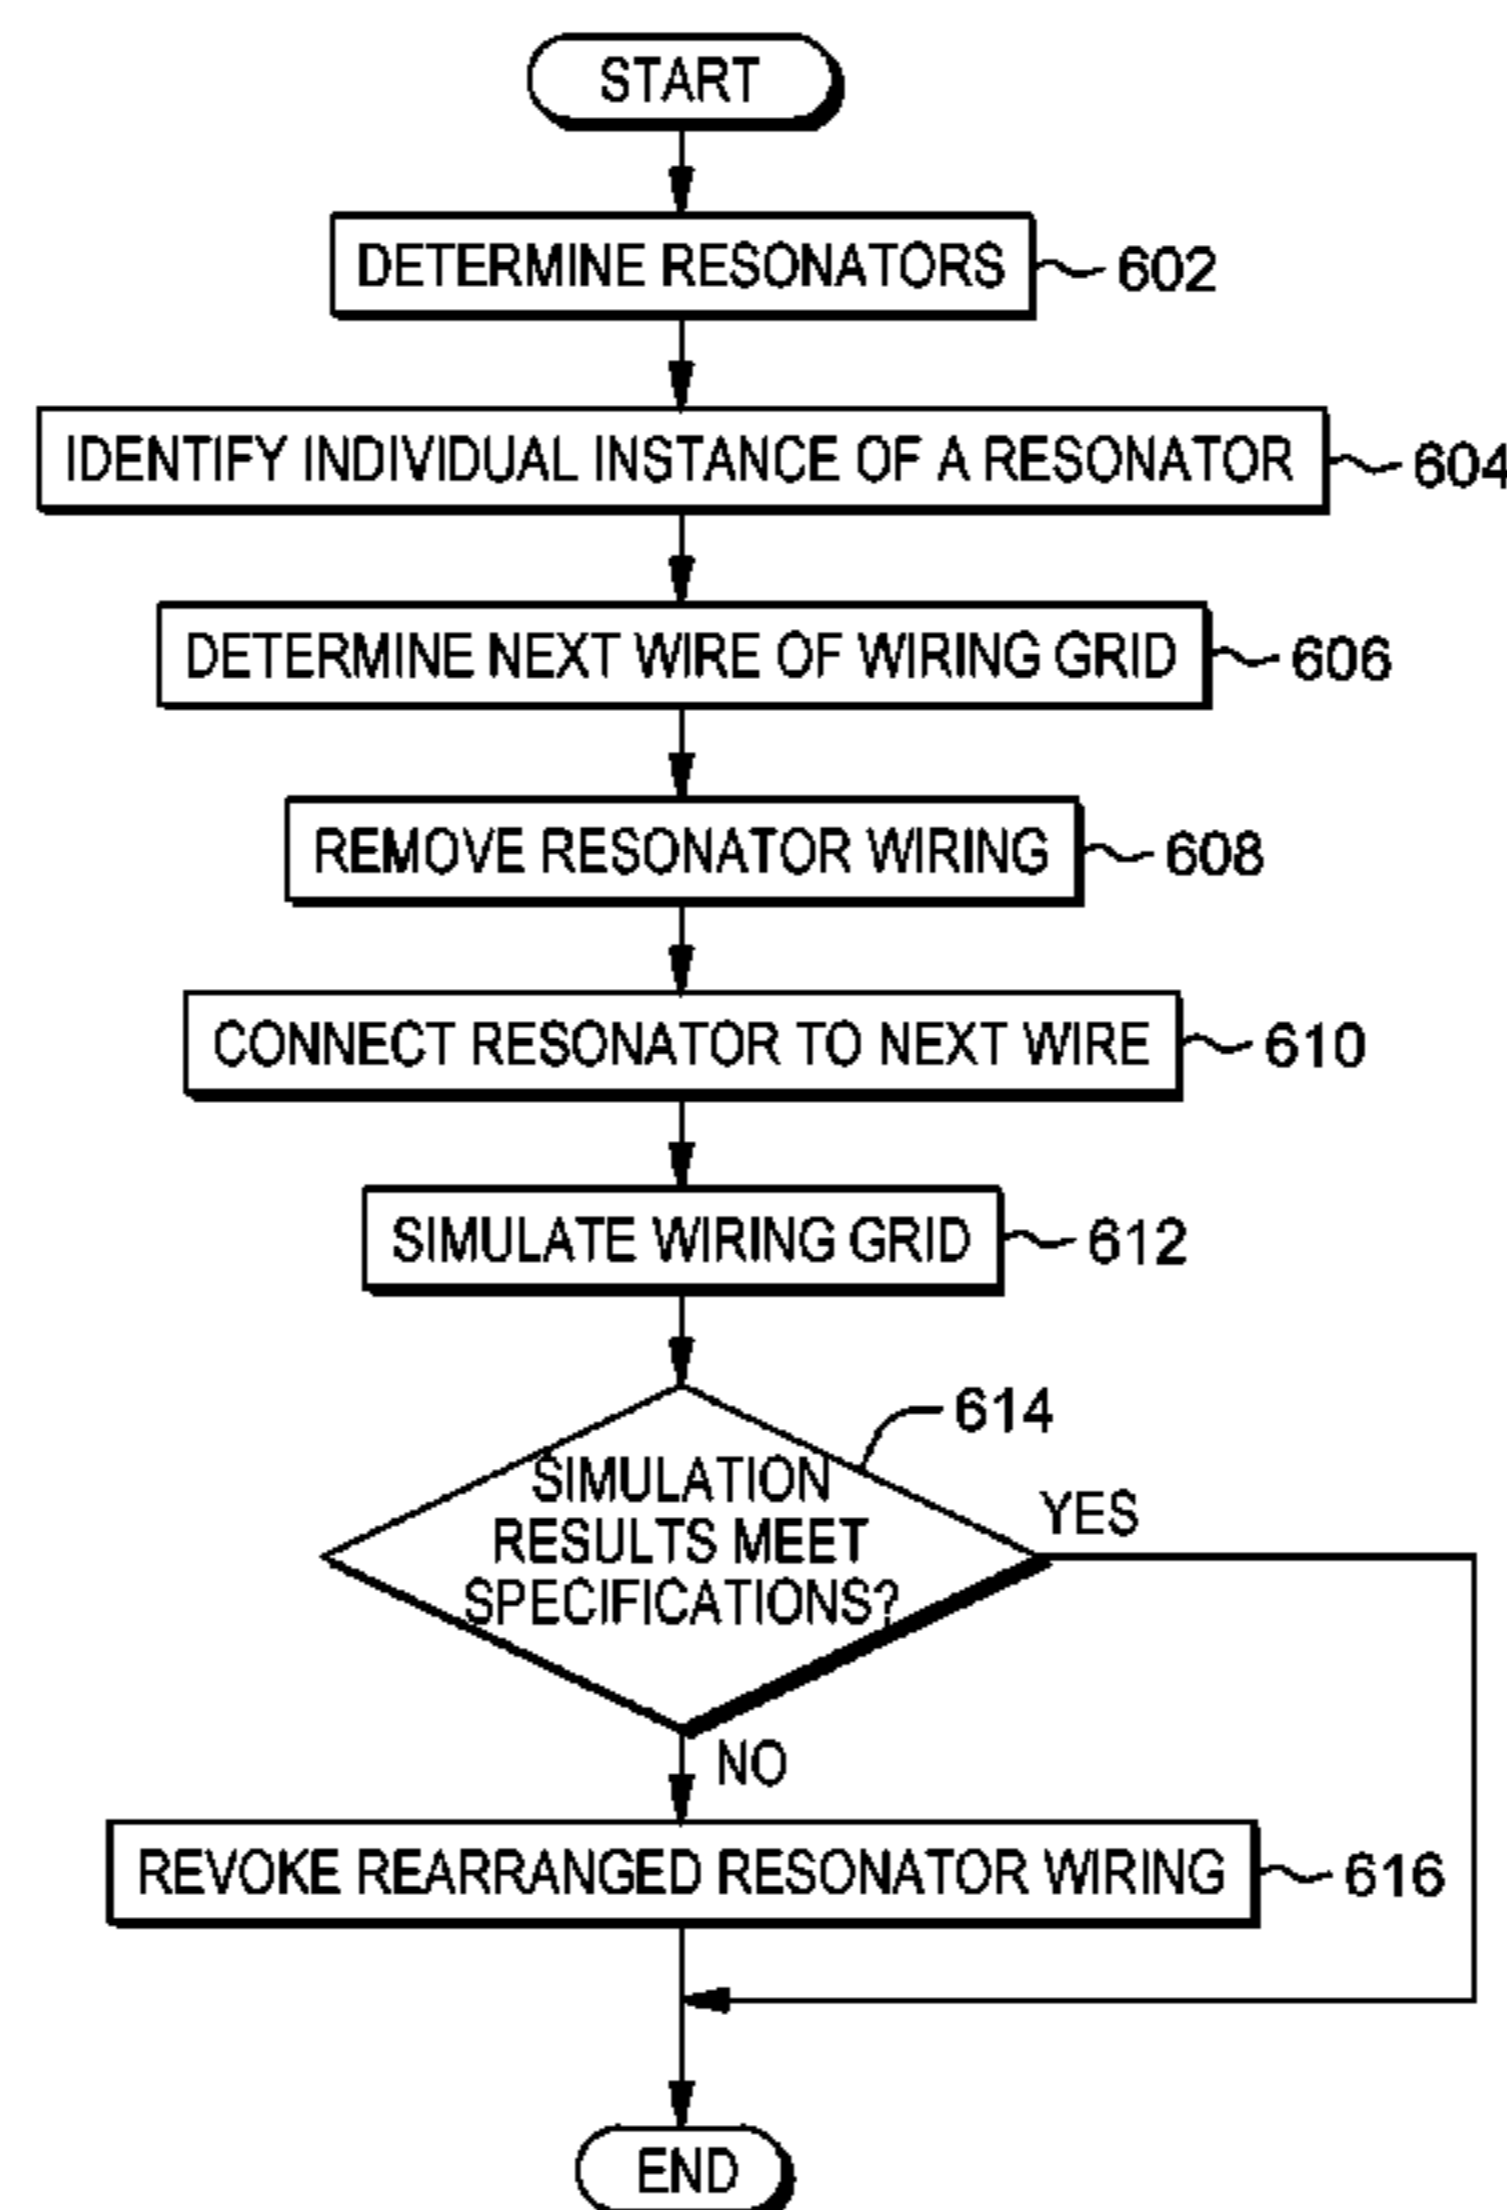 START
DETERMINE RESONATORS
602
IDENTIFY INDIVIDUAL INSTANCE OF A RESONATOR
604
DETERMINE NEXT WIRE OF WIRING GRID
606
REMOVE RESONATOR WIRING
608
CONNECT RESONATOR TO NEXT WIRE
610
SIMULATE WIRING GRID
612
614
SIMULATION
RESULTS MEET
SPECIFICATIONS?
YES
NO
REVOKE REARRANGED RESONATOR WIRING
616
END